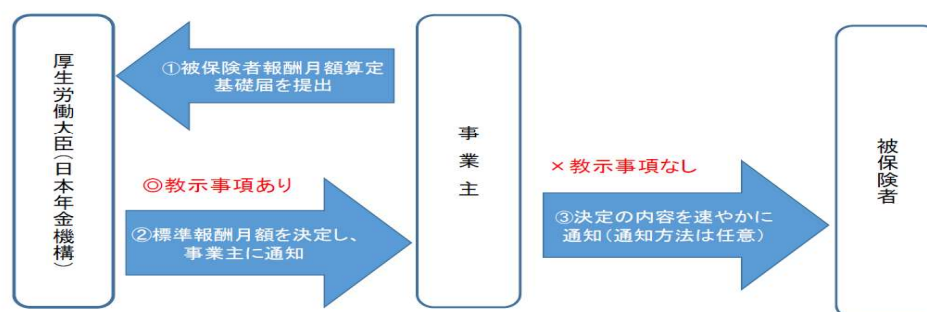 厚生労働大臣(日本年金機構)
①被保険者報酬月額算定
基礎届を提出
◎教示事項あり
②標準報酬月額を決定し、
事業主に通知
事業主
×教示事項なし
③決定の内容を速やかに
通知(通知方法は任意)
被保険者